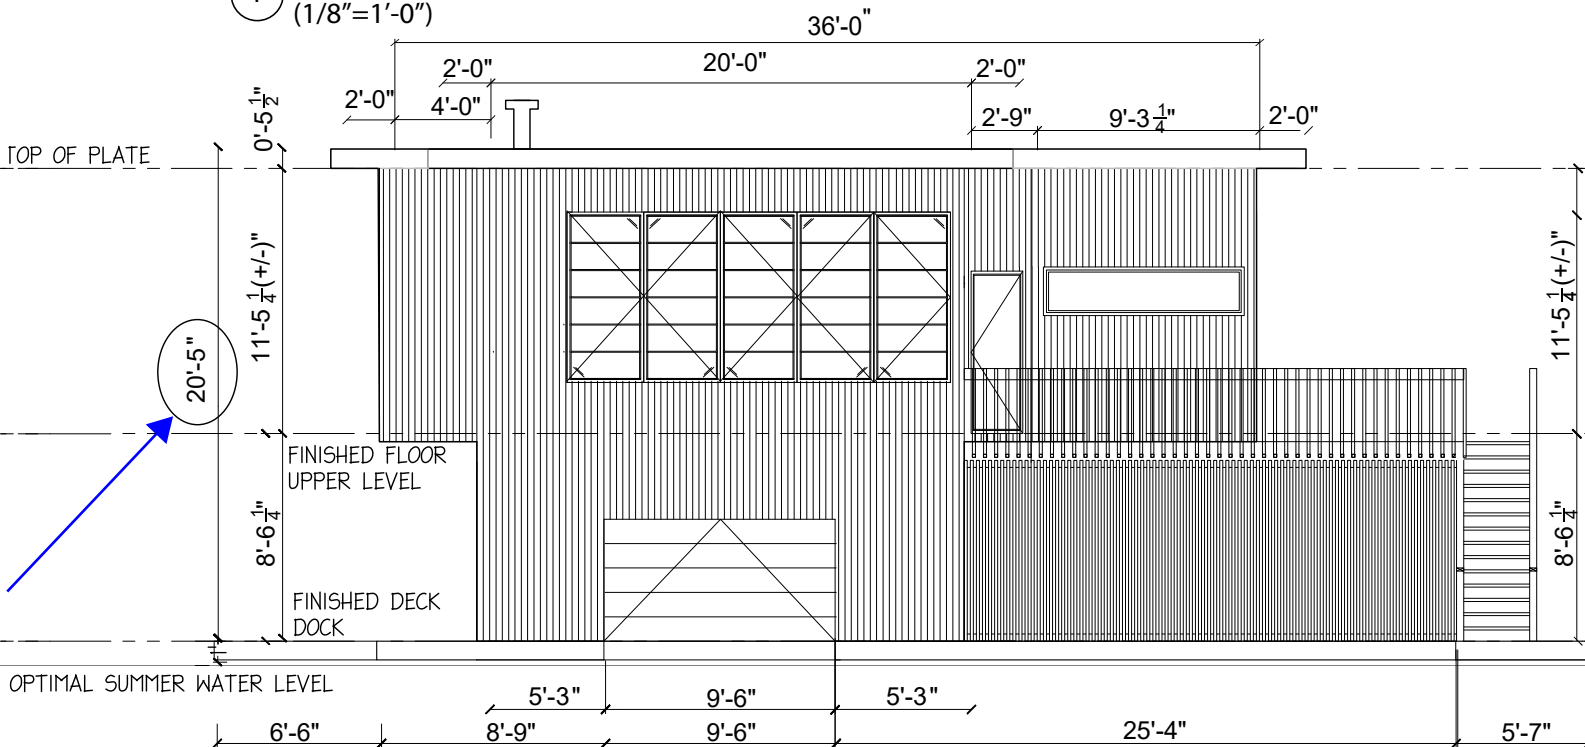 (1/8"=1'-0")
36'-0"
2'-0" 20'-0" 2'-0"
2'-0" 4'-0" 2'-9" 9'-3 1/4" 2'-0"
0'-5 1/2"
TOP OF PLATE
11'-5 1/4 (+/-)"
11'-5 1/4 (+/-)"
20'-5"
FINISHED FLOOR
UPPER LEVEL
8'-6 1/4"
8'-6 1/4"
FINISHED DECK
DOCK
OPTIMAL SUMMER WATER LEVEL
5'-3" 9'-6" 5'-3"
6'-6" 8'-9" 9'-6" 25'-4" 5'-7"